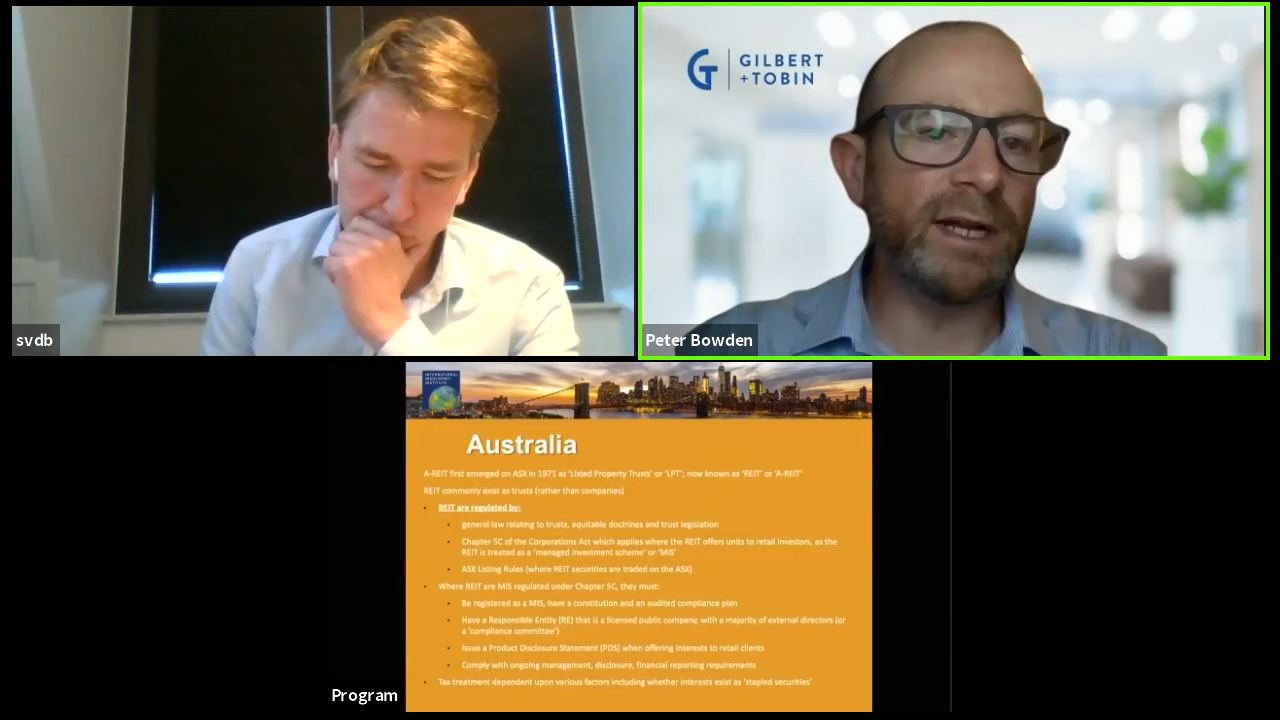 GILBERT
+TOBIN
svdb
Peter Bowden
INTERNATIONAL
INSOLVENCY
INSTITUTE
Australia
A-REIT first emerged on ASX in 1971 as 'Listed Property Trusts' or 'LPT'; now known as 'REIT' or 'A-REIT'
REIT commonly exist as trusts (rather than companies)
• REIT are regulated by:
• general law relating to trusts, equitable doctrines and trust legislation
• Chapter 5C of the Corporations Act which applies where the REIT offers units to retail investors, as the
REIT is treated as a 'managed investment scheme' or 'MIS'
• ASX Listing Rules (where REIT securities are traded on the ASX)
• Where REIT are MIS regulated under Chapter 5C, they must:
• Be registered as a MIS, have a constitution and an audited compliance plan
• Have a Responsible Entity (RE) that is a licensed public company, with a majority of external directors (or
a 'compliance committee')
• Issue a Product Disclosure Statement (PDS) when offering interests to retail clients
• Comply with ongoing management, disclosure, financial reporting requirements
• Tax treatment dependent upon various factors including whether interests exist as 'stapled securities'
Program